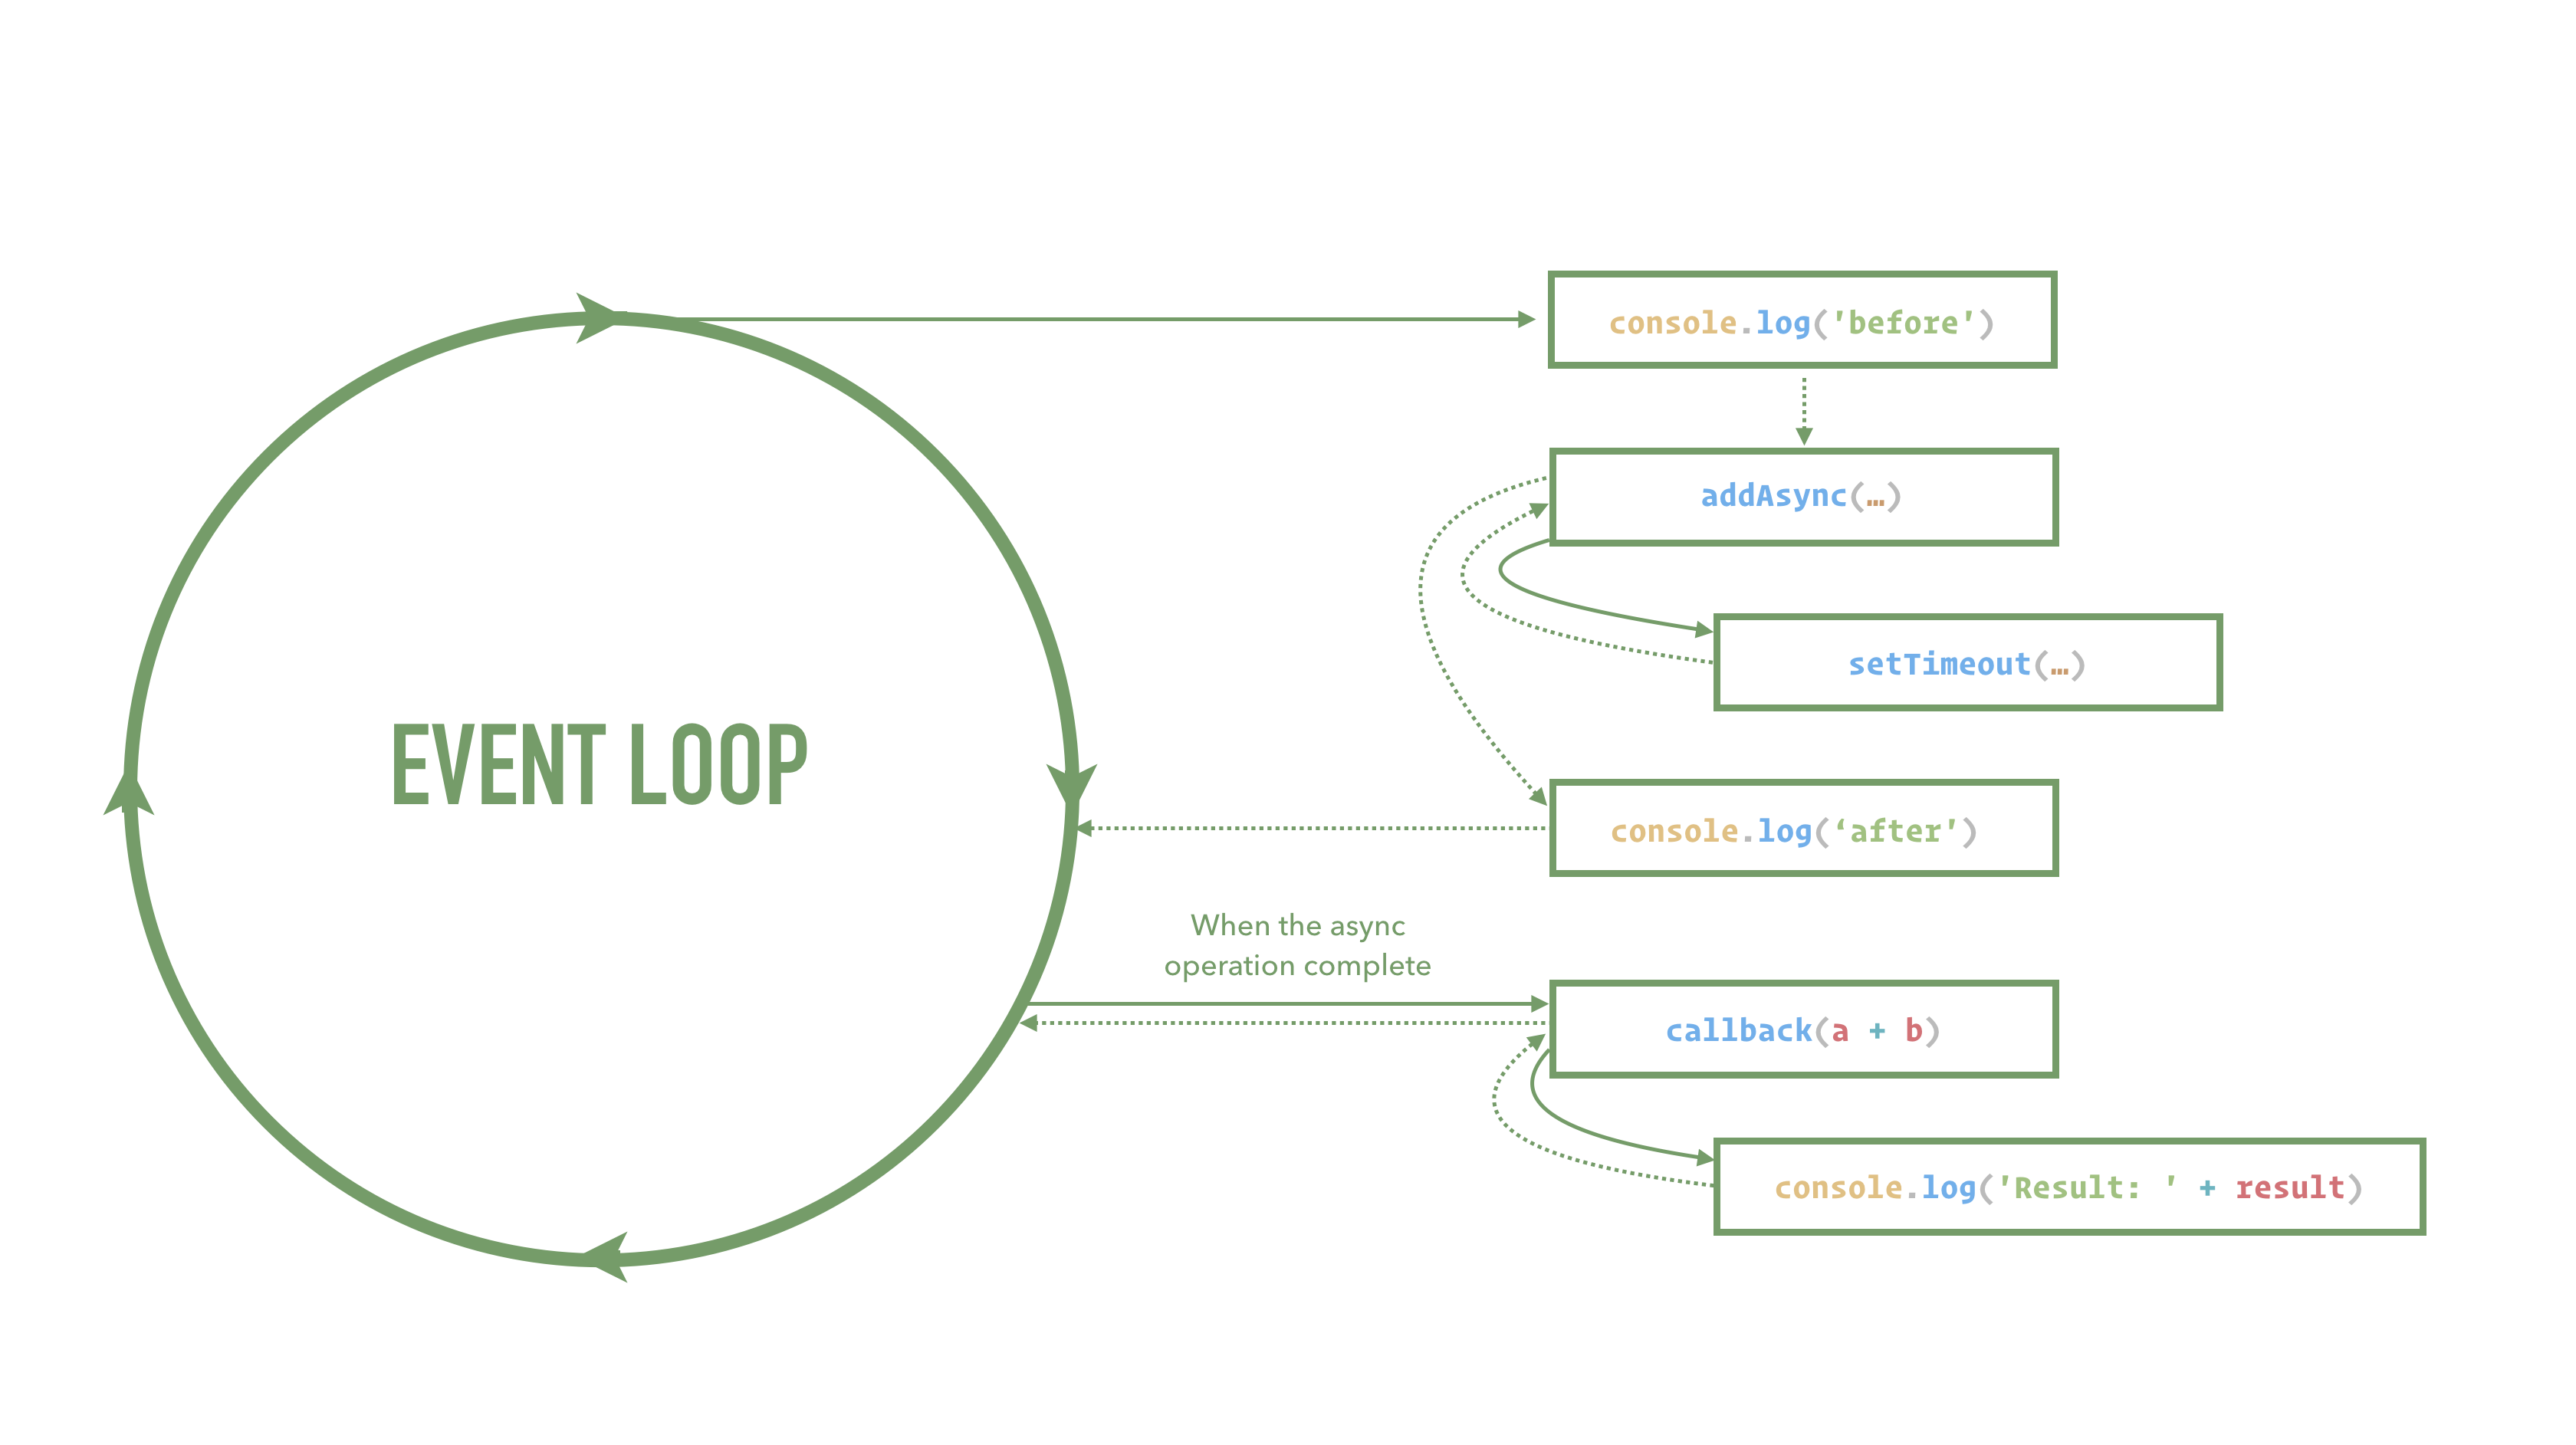 console.log('before')
addAsync(…)
setTimeout(…)
EVENT LOOP
console.log(‘after')
When the async
operation complete
callback(a + b)
console.log('Result: ' + result)